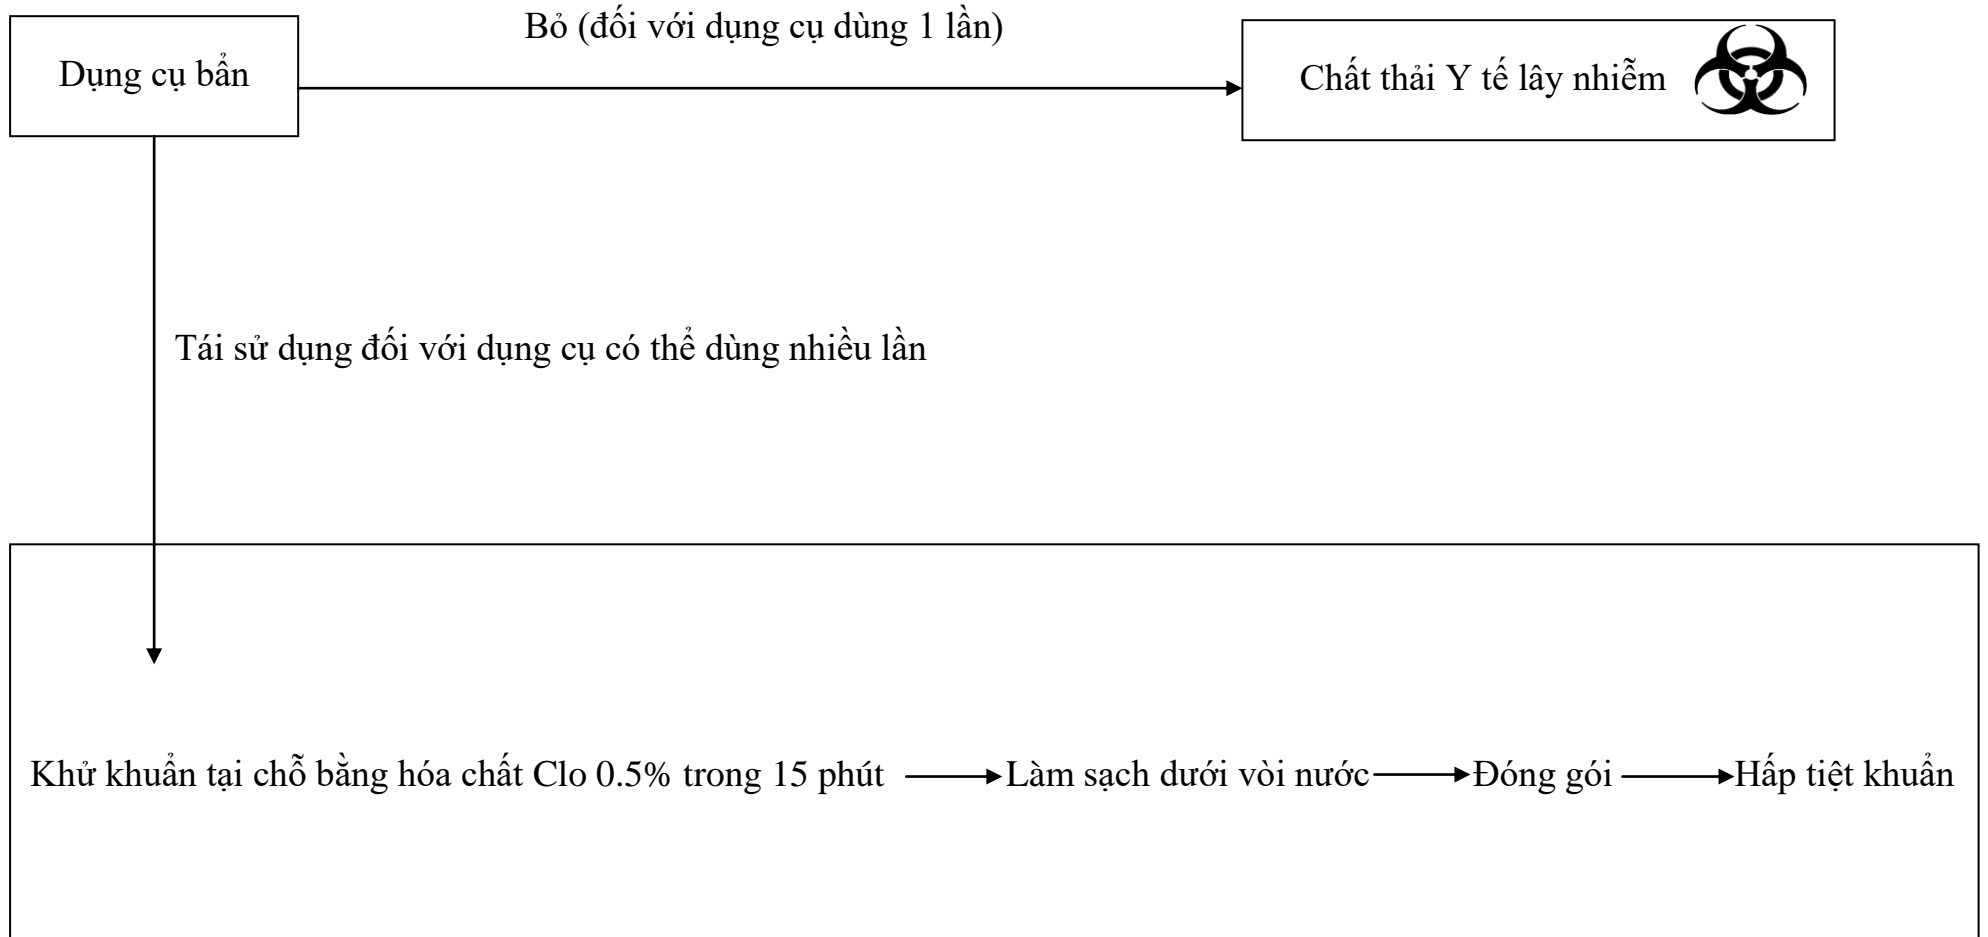 Bỏ (đối với dụng cụ dùng 1 lần)
Dụng cụ bẩn
Chất thải Y tế lây nhiễm
Tái sử dụng đối với dụng cụ có thể dùng nhiều lần
Khử khuẩn tại chỗ bằng hóa chất Clo 0.5% trong 15 phút
Làm sạch dưới vòi nước
Đóng gói
Hấp tiệt khuẩn